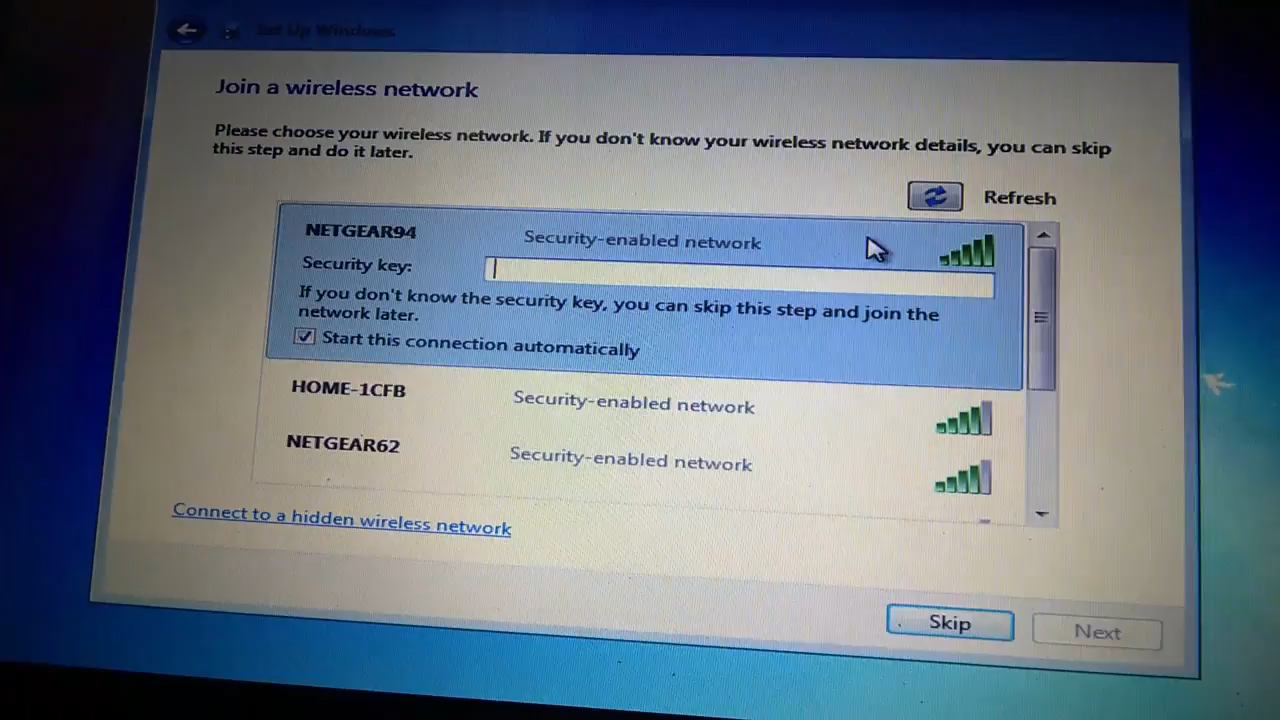 Set Up Windows
Join a wireless network
Please choose your wireless network. If you don't know your wireless network details, you can skip
this step and do it later.
Refresh
NETGEAR94 Security-enabled network
Security key:
If you don't know the security key, you can skip this step and join the
network later.
Start this connection automatically
HOME-1CFB Security-enabled network
NETGEAR62 Security-enabled network
Connect to a hidden wireless network
Skip Next